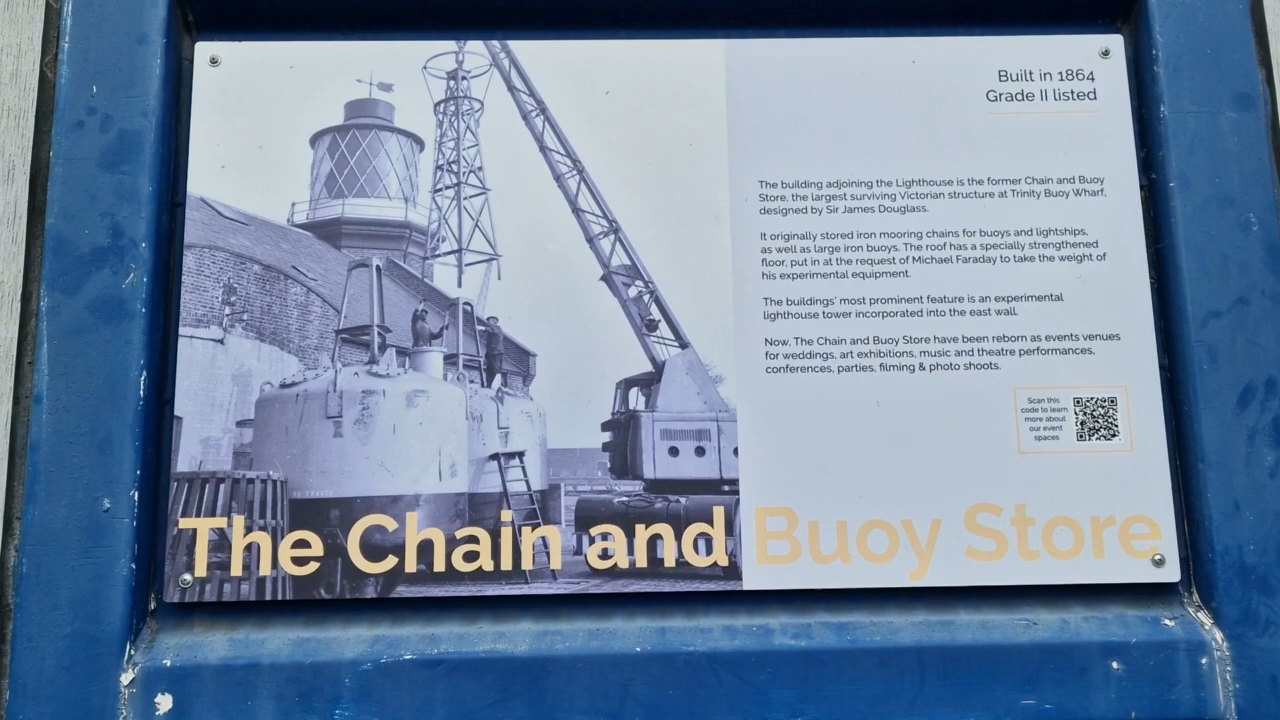 Built in 1864
Grade II listed
The building adjoining the Lighthouse is the former Chain and Buoy
Store, the largest surviving Victorian structure at Trinity Buoy Wharf,
designed by Sir James Douglass.
It originally stored iron mooring chains for buoys and lightships,
as well as large iron buoys. The roof has a specially strengthened
floor, put in at the request of Michael Faraday to take the weight of
his experimental equipment.
The buildings' most prominent feature is an experimental
lighthouse tower incorporated into the east wall.
Now, The Chain and Buoy Store have been reborn as events venues
for weddings, art exhibitions, music and theatre performances,
conferences, parties, filming & photo shoots.
Scan this
code to learn
more about
our event
spaces
The Chain and Buoy Store